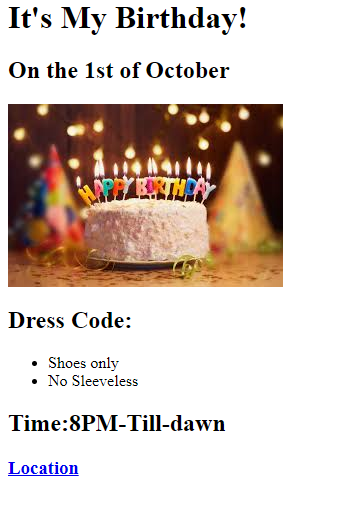 It's My Birthday!
On the 1st of October
HAPPY BIRTHDAY
Dress Code:
Shoes only
No Sleeveless
Time:8PM-Till-dawn
Location